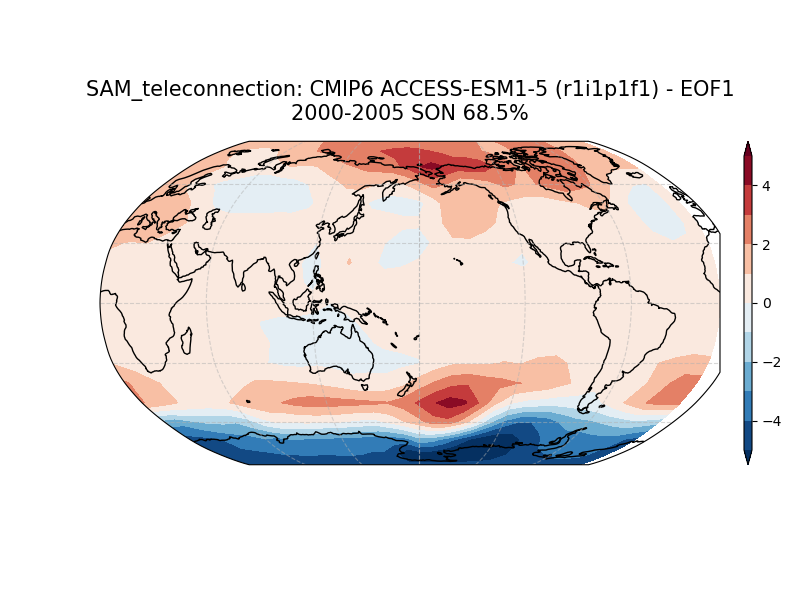 SAM_teleconnection: CMIP6 ACCESS-ESM1-5 (r1i1p1f1) - EOF1
2000-2005 SON 68.5%
4
2
0
−2
−4